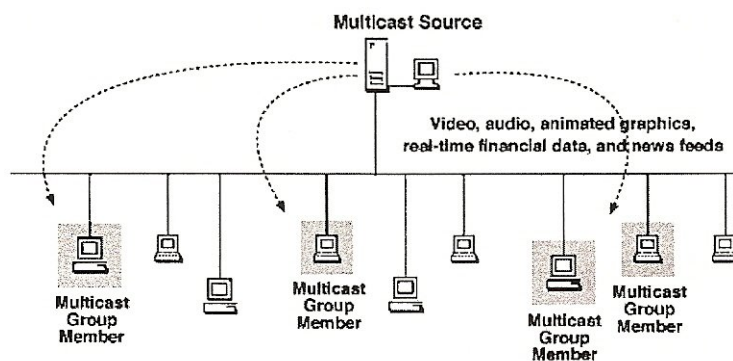 Multicast Source
Video, audio, animated graphics,
real-time financial data, and news feeds
Multicast
Group
Member
Multicast
Group
Member
Multicast
Group
Member
Multicast
Group
Member